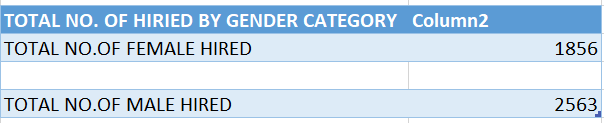 TOTAL NO. OF HIRIED BY GENDER CATEGORY Column2
TOTAL NO.OF FEMALE HIRED 1856
TOTAL NO.OF MALE HIRED 2563